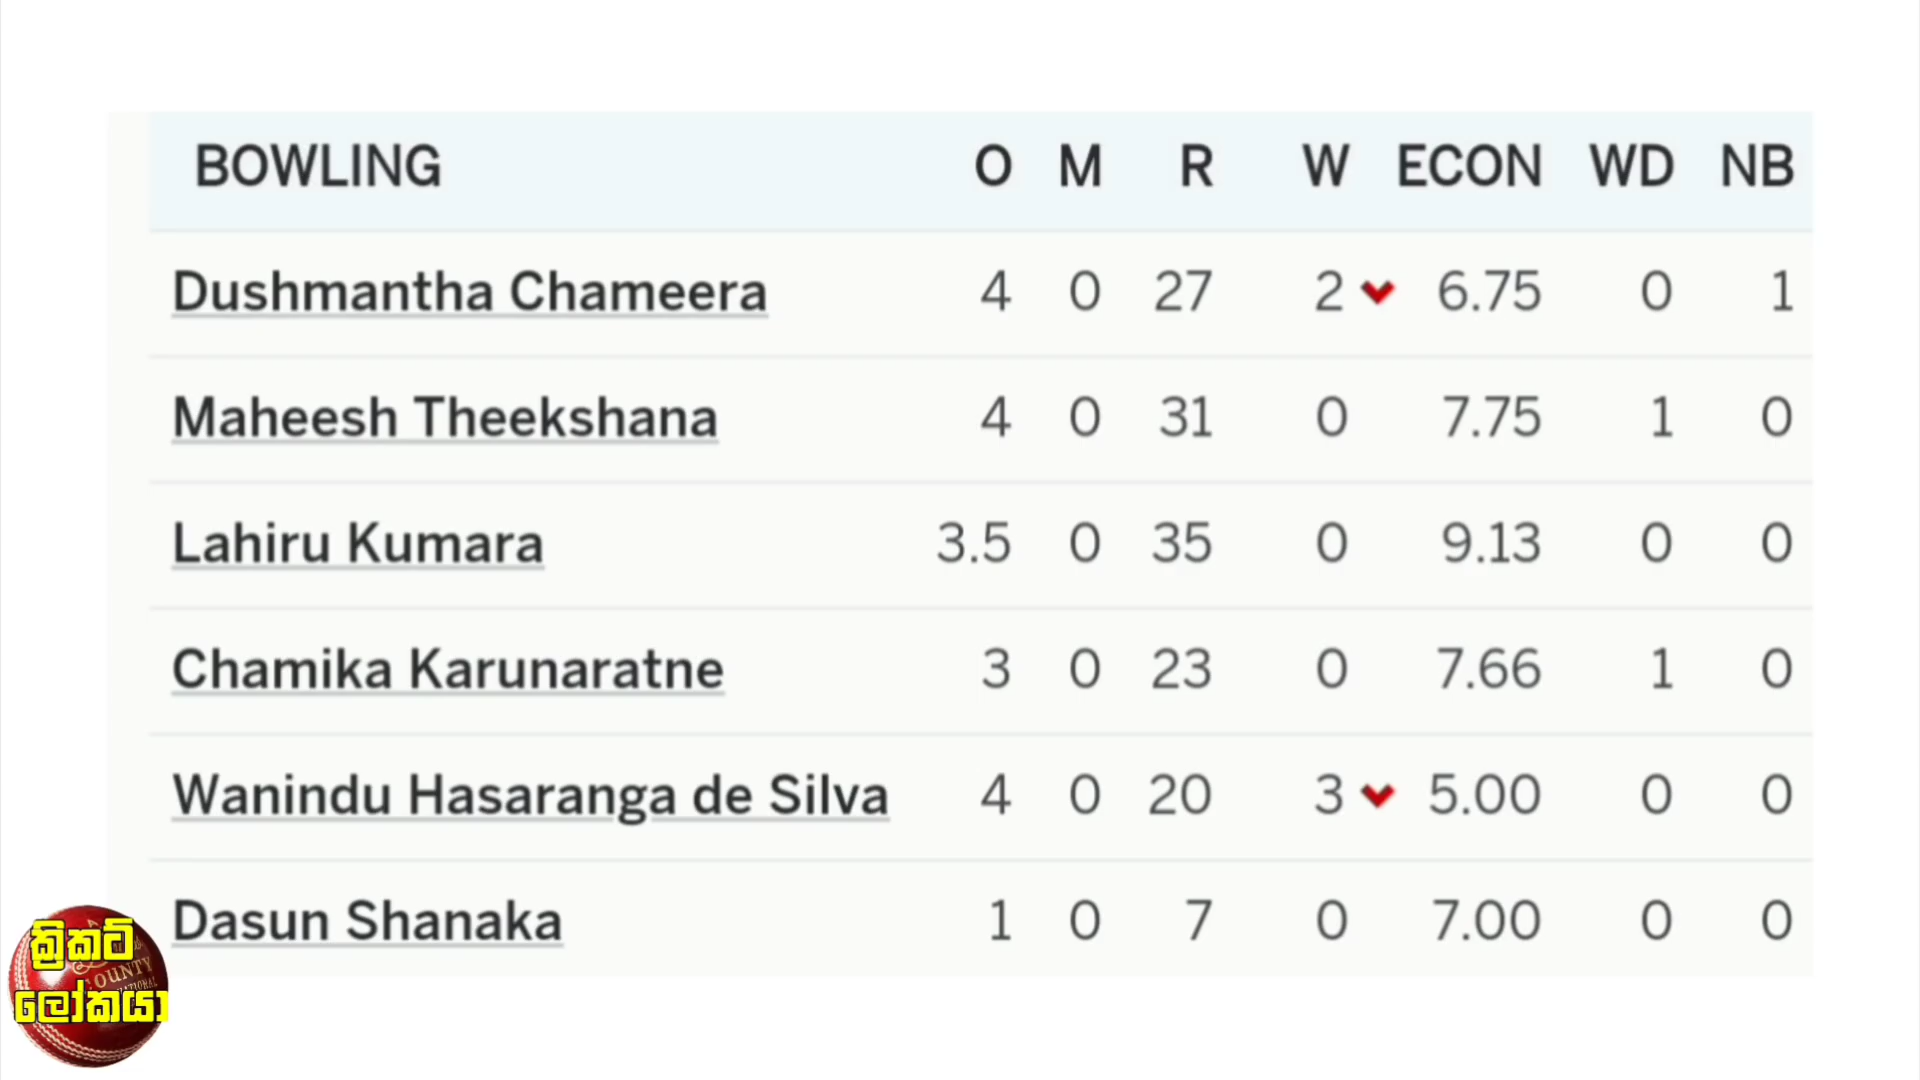 BOWLING O M R W ECON WD NB
Dushmantha Chameera 4 0 27 2 6.75 0 1
Maheesh Theekshana 4 0 31 0 7.75 1 0
Lahiru Kumara 3.5 0 35 0 9.13 0 0
Chamika Karunaratne 3 0 23 0 7.66 1 0
Wanindu Hasaranga de Silva 4 0 20 3 5.00 0 0
Dasun Shanaka 1 0 7 0 7.00 0 0
ක්‍රිකට්
ලෝකයා